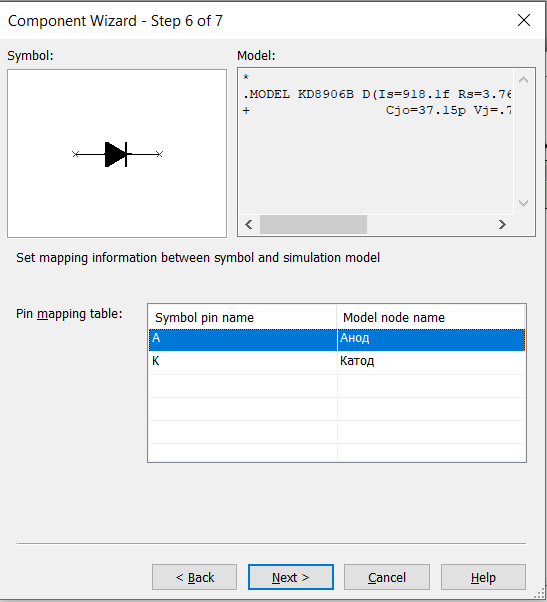 Component Wizard - Step 6 of 7
Symbol:
Model:
*
.MODEL KD8906B D(Is=918.1f Rs=3.76
+ Cjo=37.15p Vj=.7
Set mapping information between symbol and simulation model
Pin mapping table:
Symbol pin name Model node name
A Анод
K Катод
< Back Next > Cancel Help